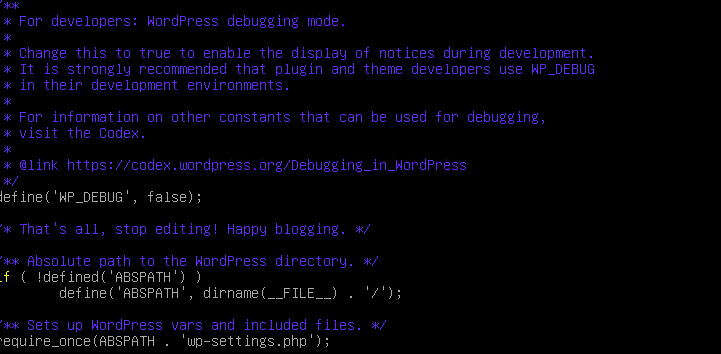 /**
 * For developers: WordPress debugging mode.
 *
 * Change this to true to enable the display of notices during development.
 * It is strongly recommended that plugin and theme developers use WP_DEBUG
 * in their development environments.
 *
 * For information on other constants that can be used for debugging,
 * visit the Codex.
 *
 * @link https://codex.wordpress.org/Debugging_in_WordPress
 */
define('WP_DEBUG', false);
/* That's all, stop editing! Happy blogging. */
/** Absolute path to the WordPress directory. */
if ( !defined('ABSPATH') )
        define('ABSPATH', dirname(__FILE__) . '/');
/** Sets up WordPress vars and included files. */
require_once(ABSPATH . 'wp-settings.php');